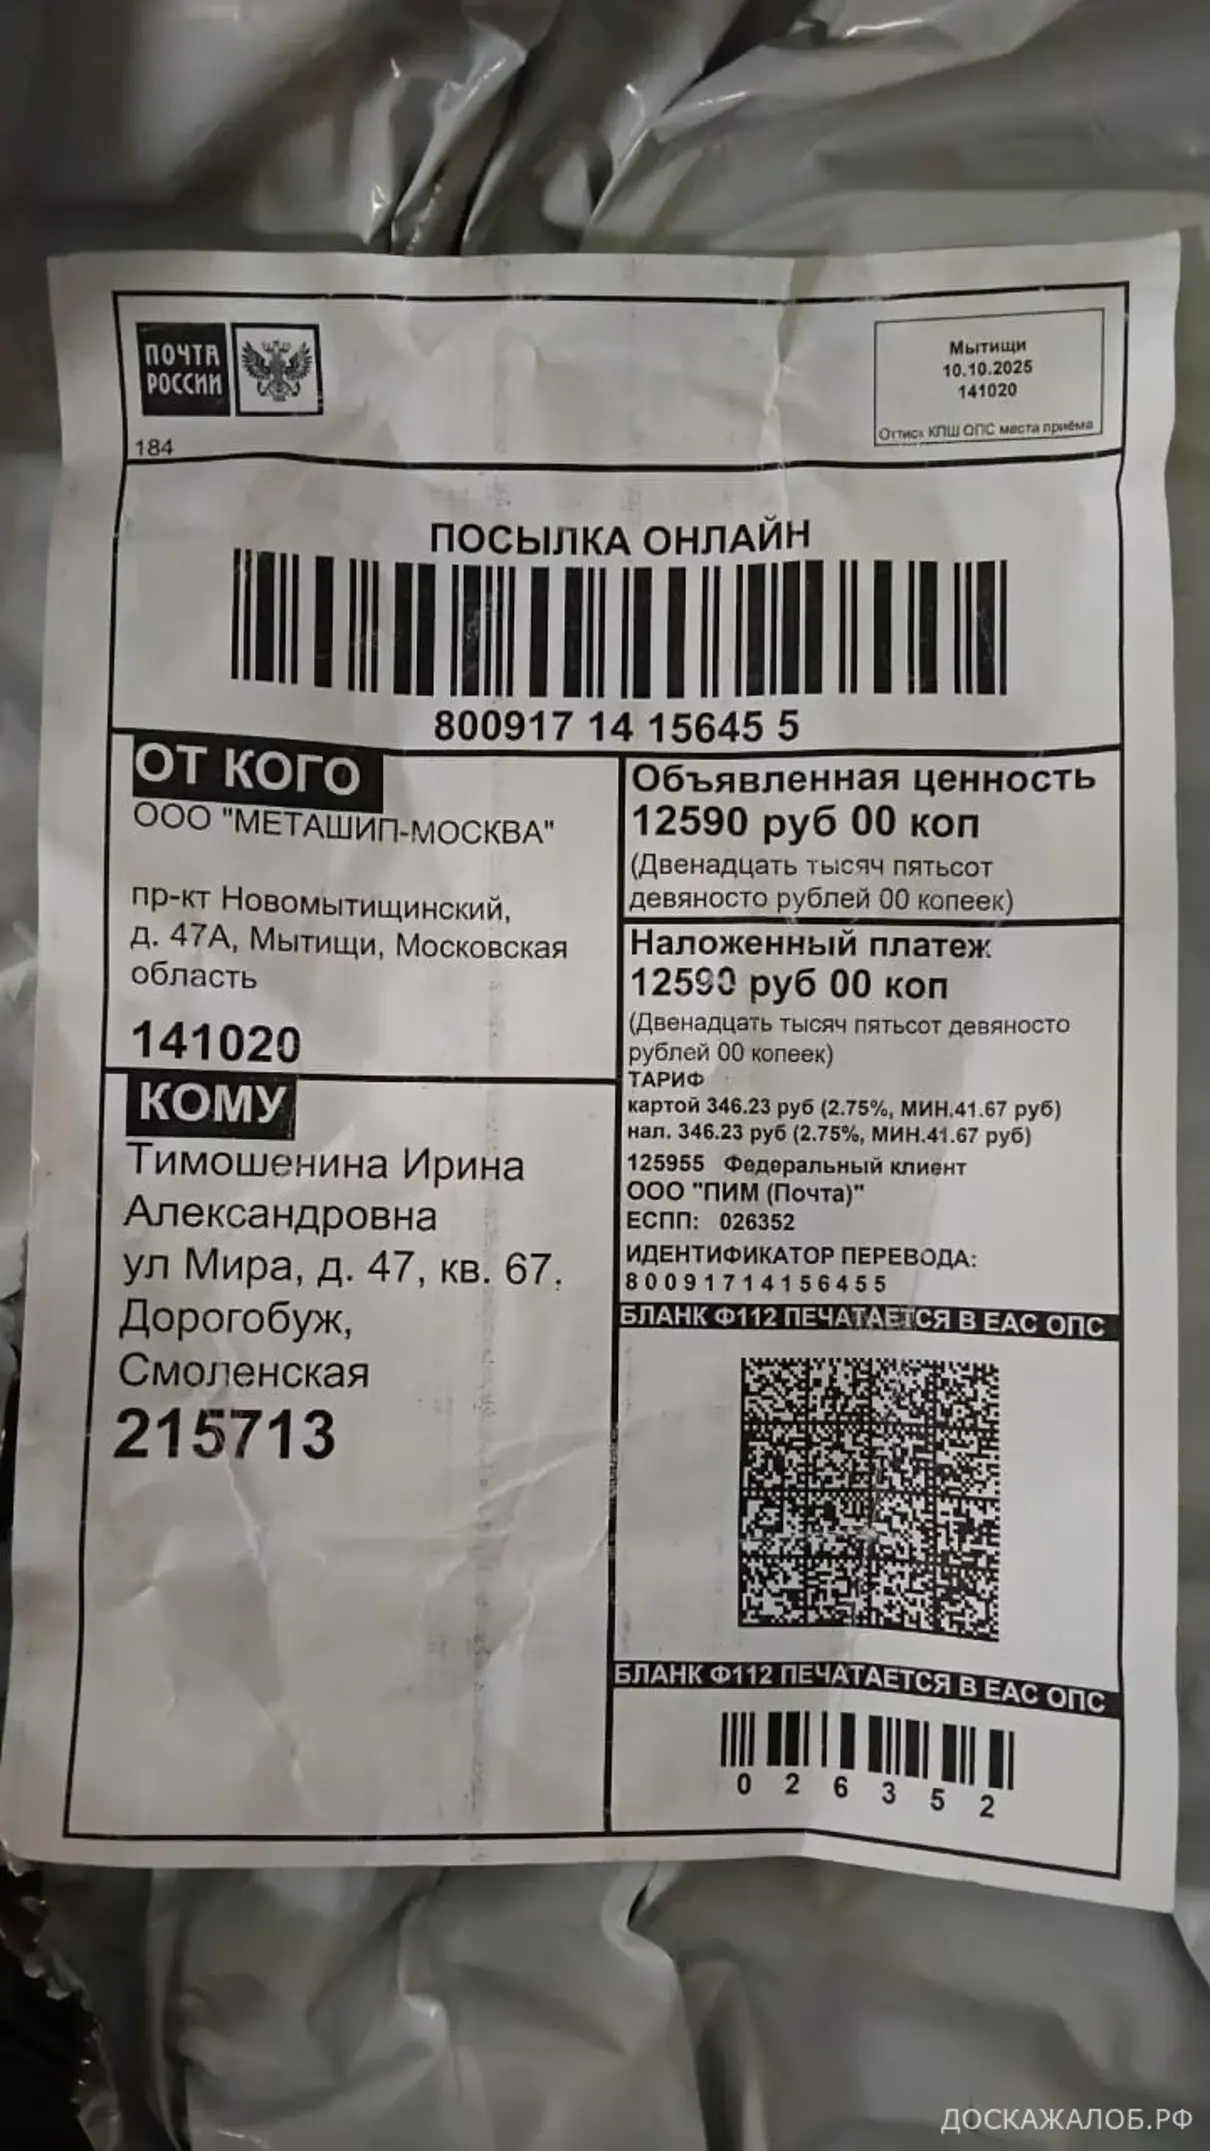 ПОЧТА
РОССИИ
184
Мытищи
10.10.2025
141020
Оттиск КПШ ОПС места приёма
ПОСЫЛКА ОНЛАЙН
800917 14 15645 5
ОТ КОГО
ООО "МЕТАШИП-МОСКВА"
пр-кт Новомытищинский,
д. 47А, Мытищи, Московская
область
141020
КОМУ
Тимошенина Ирина
Александровна
ул Мира, д. 47, кв. 67,
Дорогобуж,
Смоленская
215713
Объявленная ценность
12590 руб 00 коп
(Двенадцать тысяч пятьсот
девяносто рублей 00 копеек)
Наложенный платеж
12590 руб 00 коп
(Двенадцать тысяч пятьсот девяносто
рублей 00 копеек)
ТАРИФ
картой 346.23 руб (2.75%, МИН.41.67 руб)
нал. 346.23 руб (2.75%, МИН.41.67 руб)
125955 Федеральный клиент
ООО "ПИМ (Почта)"
ЕСПП: 026352
ИДЕНТИФИКАТОР ПЕРЕВОДА:
80091714156455
БЛАНК Ф112 ПЕЧАТАЕТСЯ В ЕАС ОПС
БЛАНК Ф112 ПЕЧАТАЕТСЯ В ЕАС ОПС
0 2 6 3 5 2
ДОСКАЖАЛОБ.РФ